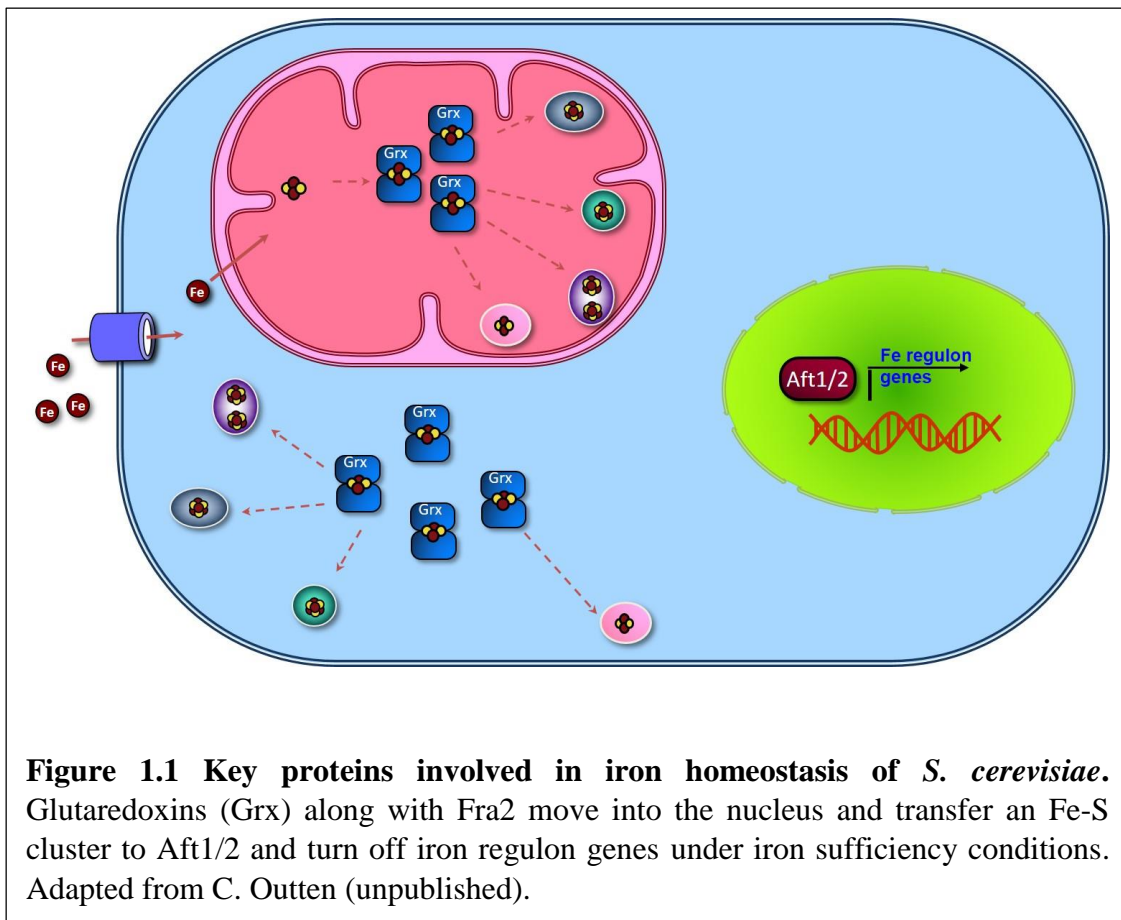 Grx
Grx
Grx
Fe
Fe
Fe
Fe
Grx
Grx
Grx
Grx
Fe regulon
genes
Aft1/2
Figure 1.1 Key proteins involved in iron homeostasis of S. cerevisiae.
Glutaredoxins (Grx) along with Fra2 move into the nucleus and transfer an Fe-S
cluster to Aft1/2 and turn off iron regulon genes under iron sufficiency conditions.
Adapted from C. Outten (unpublished).